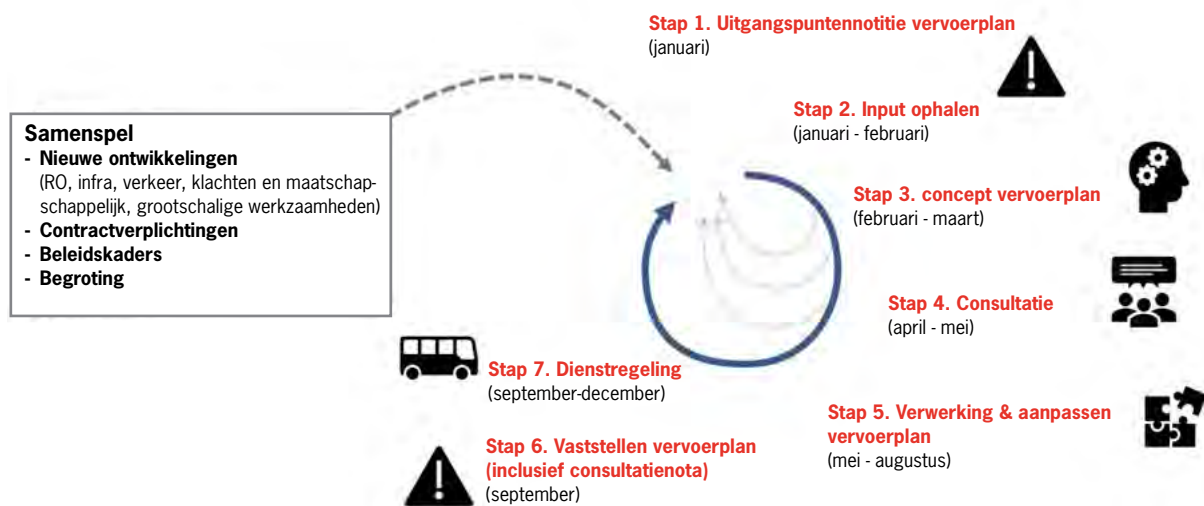 Stap 1. Uitgangspuntennotitie vervoerplan
(januari)
Stap 2. Input ophalen
(januari - februari)
Samenspel
- Nieuwe ontwikkelingen
(RO, infra, verkeer, klachten en maatschap-
schappelijk, grootschalige werkzaamheden)
- Contractverplichtingen
- Beleidskaders
- Begroting
Stap 3. concept vervoerplan
(februari - maart)
Stap 4. Consultatie
(april - mei)
Stap 5. Verwerking & aanpassen
vervoerplan
(mei - augustus)
Stap 6. Vaststellen vervoerplan
(inclusief consultatienota)
(september)
Stap 7. Dienstregeling
(september-december)